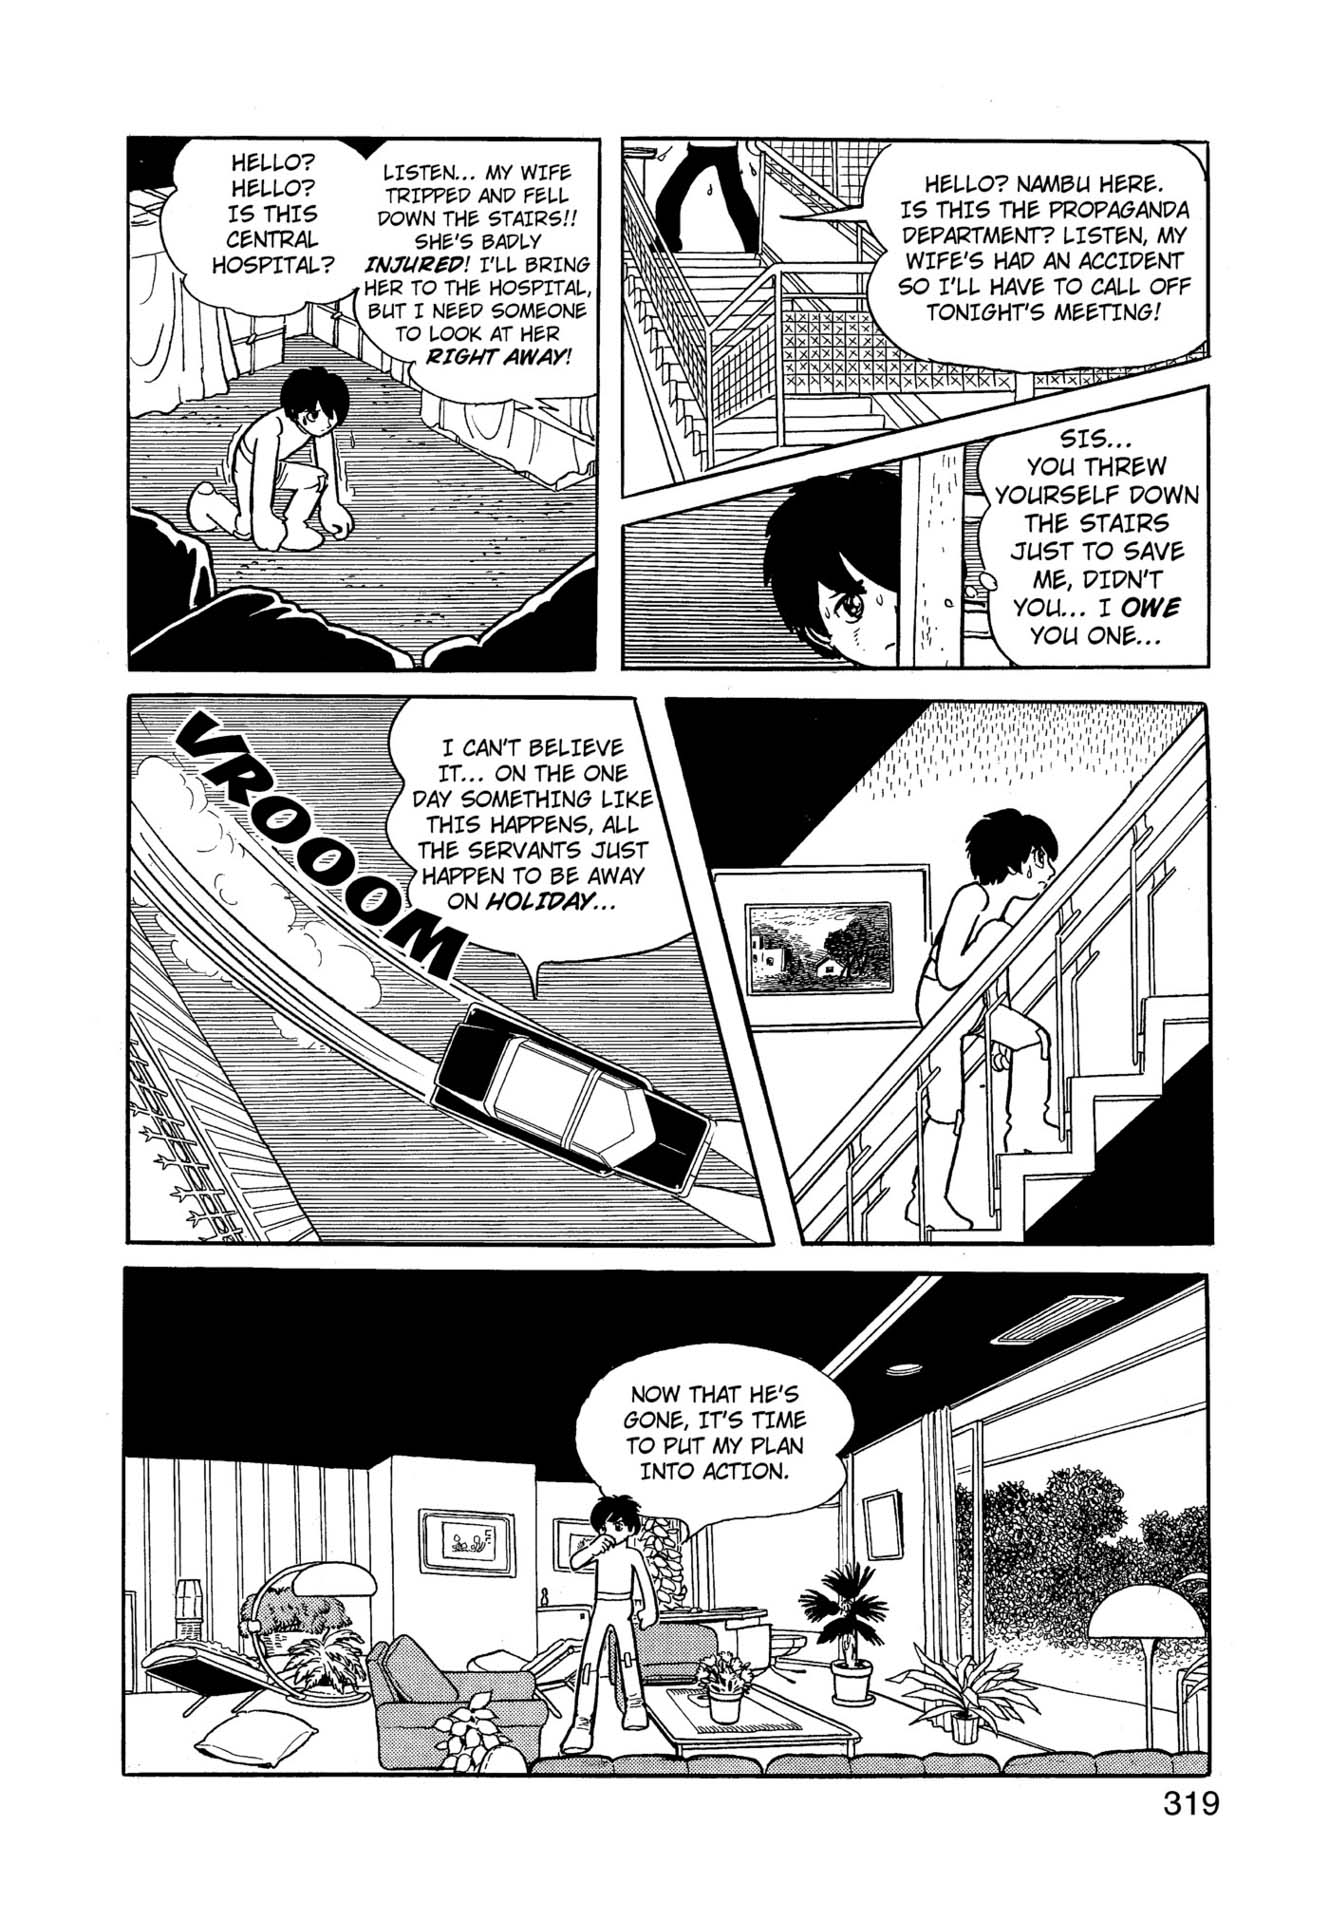 HELLO?
HELLO?
IS THIS
CENTRAL
HOSPITAL?
LISTEN... MY WIFE
TRIPPED AND FELL
DOWN THE STAIRS!!
SHE'S BADLY
INJURED! I'LL BRING
HER TO THE HOSPITAL,
BUT I NEED SOMEONE
TO LOOK AT HER
RIGHT AWAY!
HELLO? NAMBU HERE.
IS THIS THE PROPAGANDA
DEPARTMENT? LISTEN, MY
WIFE'S HAD AN ACCIDENT
SO I'LL HAVE TO CALL OFF
TONIGHT'S MEETING!
SIS...
YOU THREW
YOURSELF DOWN
THE STAIRS
JUST TO SAVE
ME, DIDN'T
YOU... I OWE
YOU ONE...
VROOOM
I CAN'T BELIEVE
IT... ON THE ONE
DAY SOMETHING LIKE
THIS HAPPENS, ALL
THE SERVANTS JUST
HAPPEN TO BE AWAY
ON HOLIDAY...
NOW THAT HE'S
GONE, IT'S TIME
TO PUT MY PLAN
INTO ACTION.
319